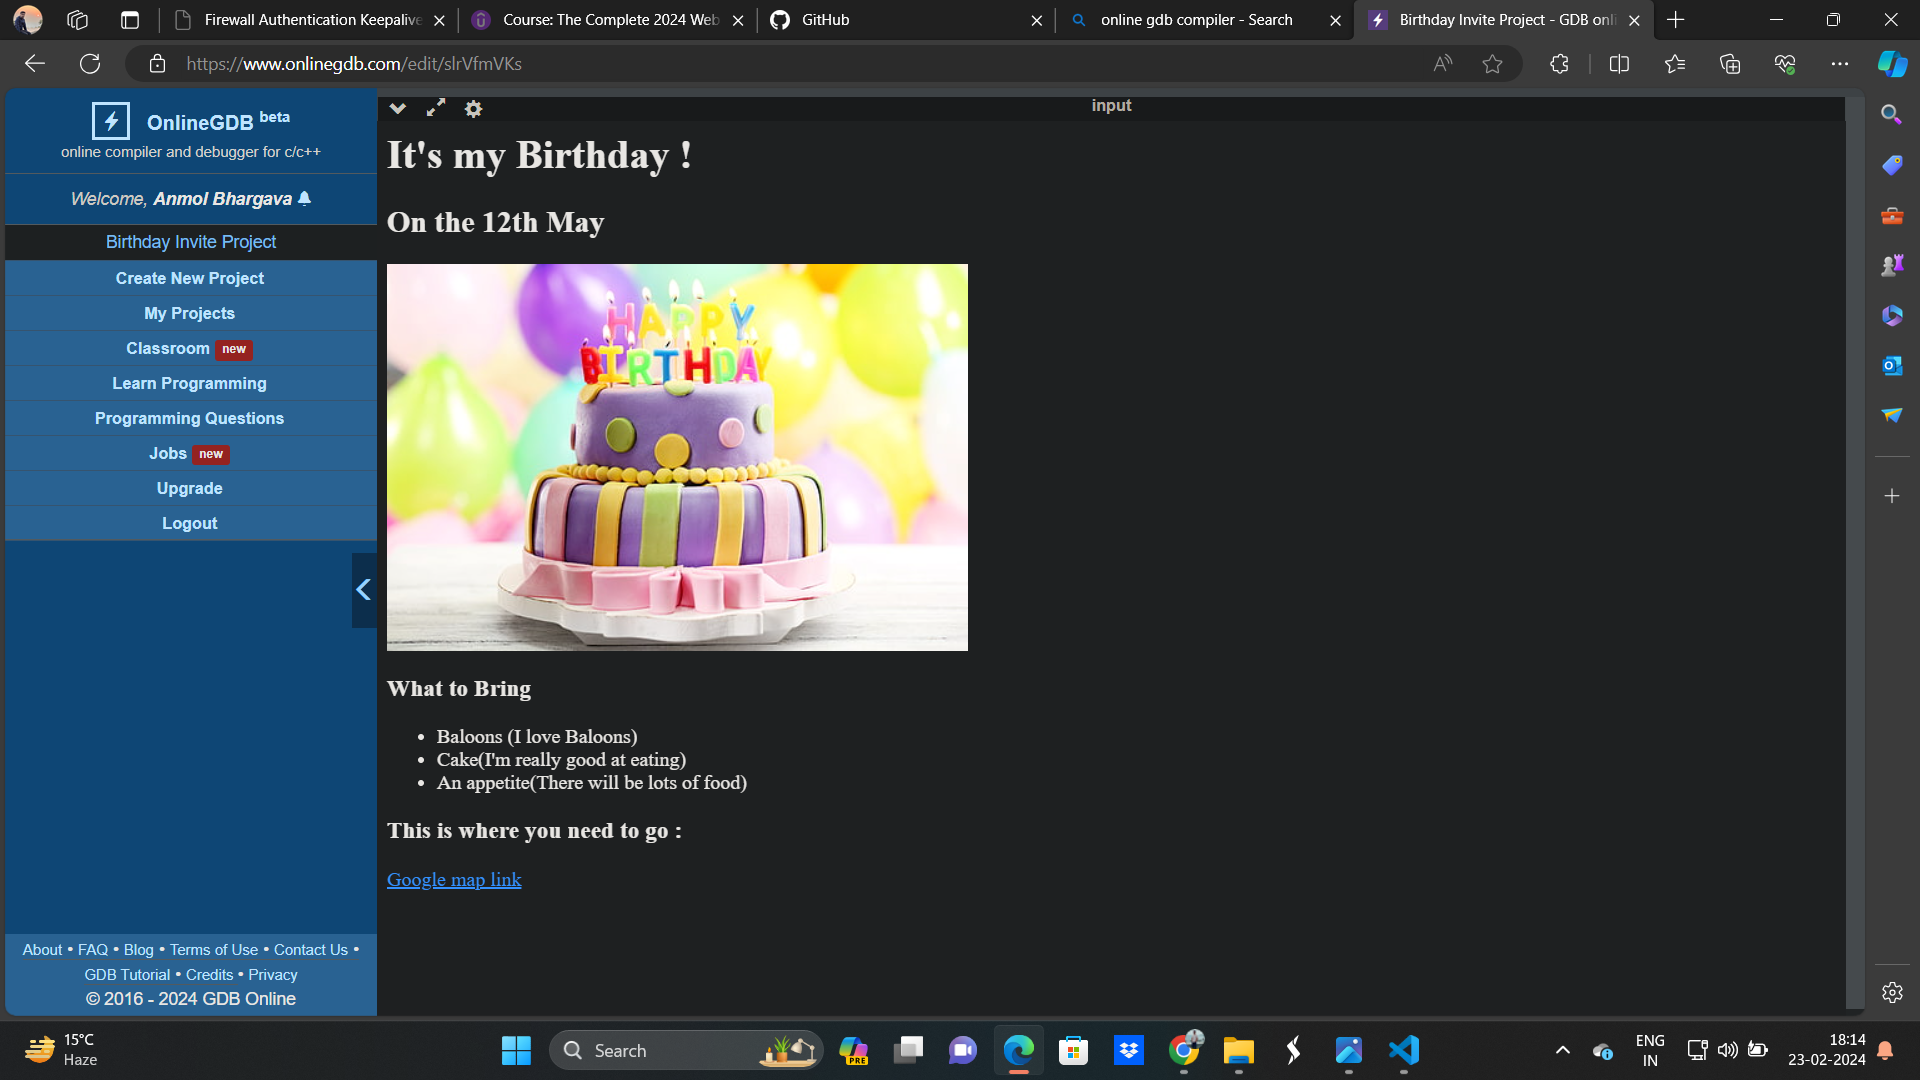 Firewall Authentication Keepalive
Course: The Complete 2024 Web
GitHub
online gdb compiler - Search
Birthday Invite Project - GDB onli
https://www.onlinegdb.com/edit/slrVfmVKs
OnlineGDB beta
online compiler and debugger for c/c++
Welcome, Anmol Bhargava
Birthday Invite Project
Create New Project
My Projects
Classroom new
Learn Programming
Programming Questions
Jobs new
Upgrade
Logout
About • FAQ • Blog • Terms of Use • Contact Us •
GDB Tutorial • Credits • Privacy
© 2016 - 2024 GDB Online
input
It's my Birthday !
On the 12th May
HAPPY
BIRTHDAY
What to Bring
• Baloons (I love Baloons)
• Cake(I'm really good at eating)
• An appetite(There will be lots of food)
This is where you need to go :
Google map link
15°C
Haze
Search
PRE
ENG
IN
18:14
23-02-2024